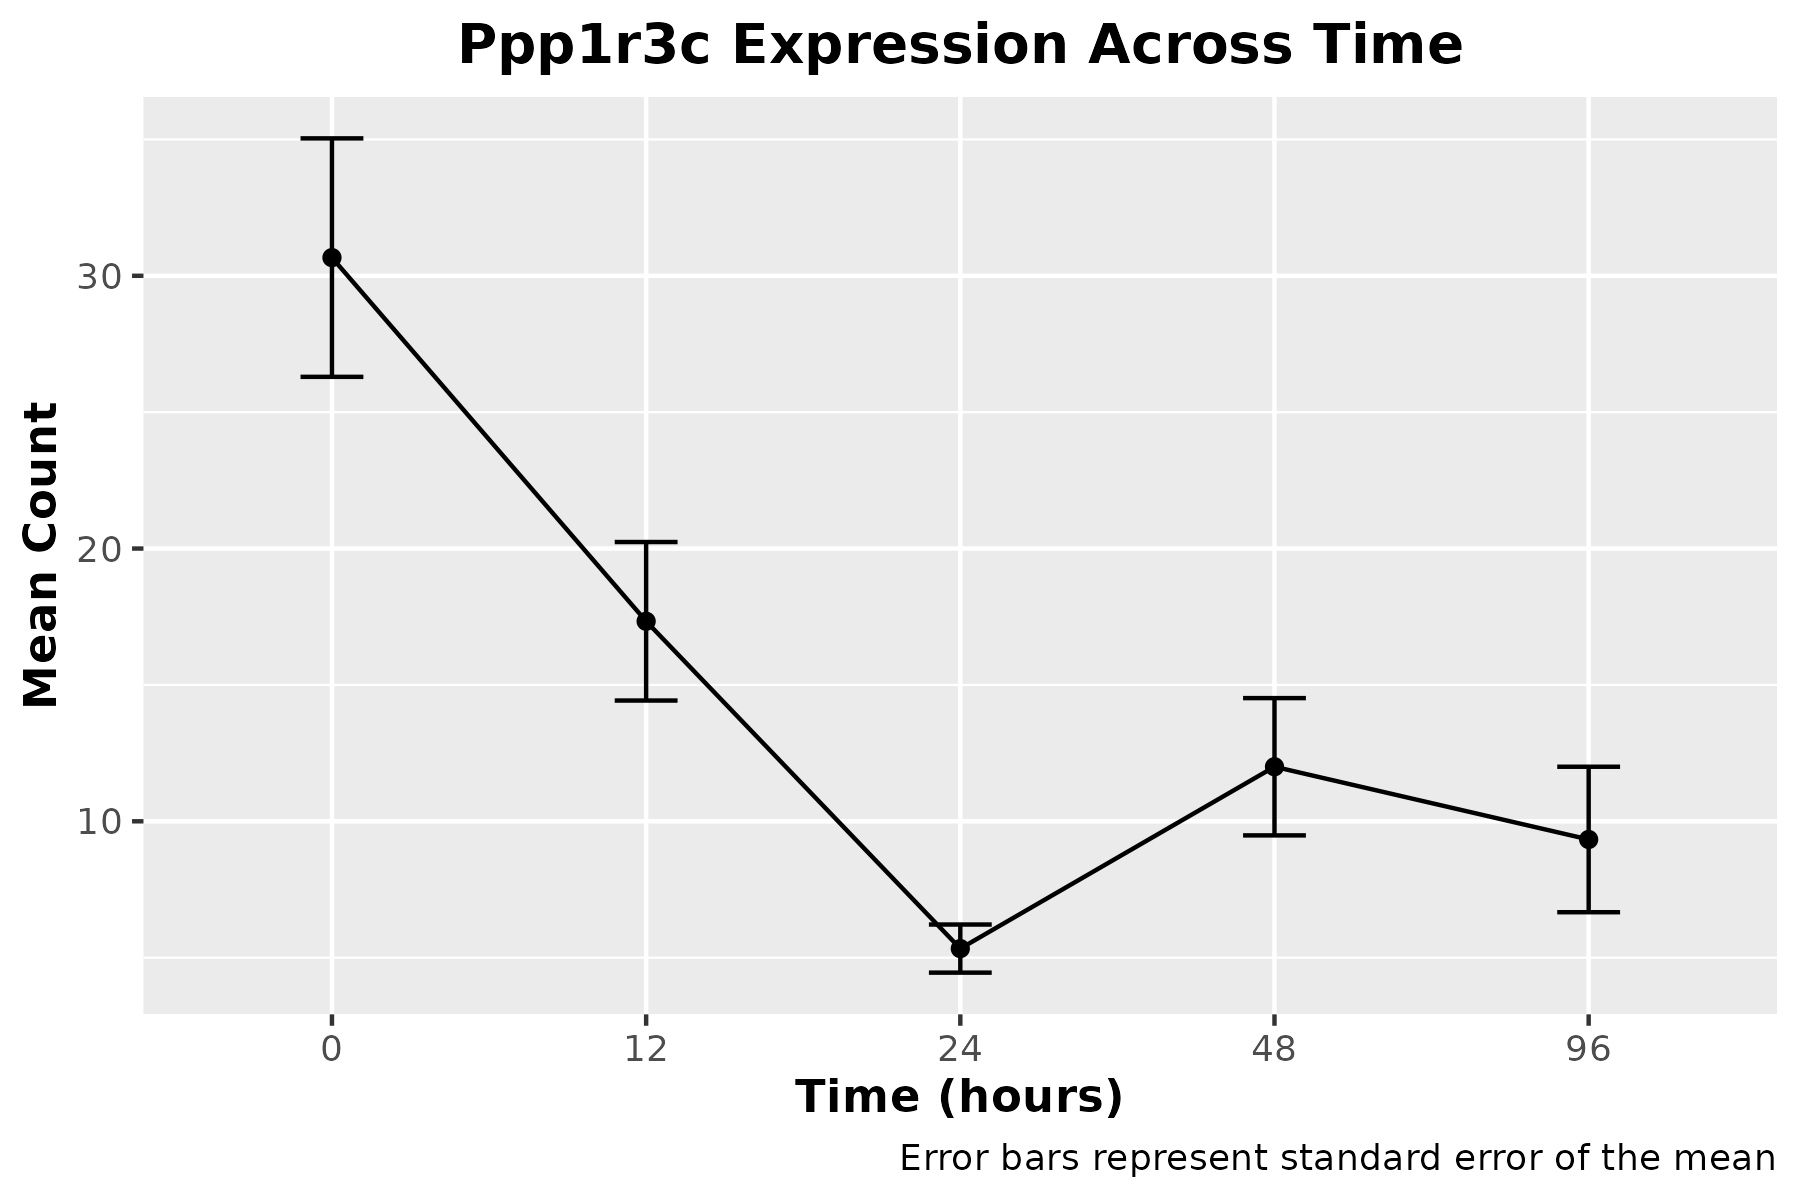 Ppp1r3c Expression Across Time
Mean Count
30
20
10
0 12 24 48 96
Time (hours)
Error bars represent standard error of the mean